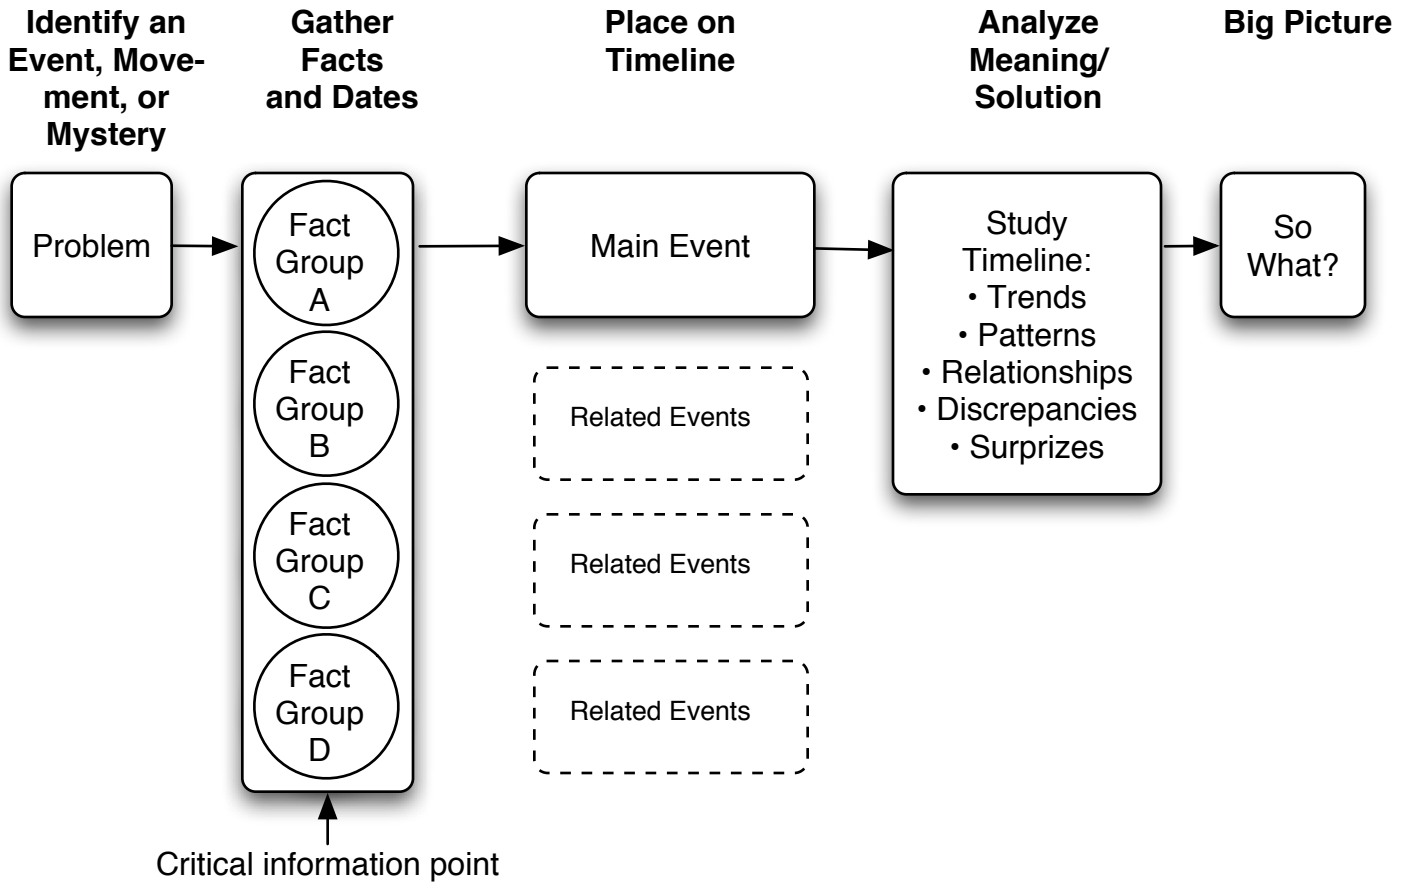 Identify an
Event, Move-
ment, or
Mystery
Gather
Facts
and Dates
Place on
Timeline
Analyze
Meaning/
Solution
Big Picture
Problem
Fact
Group
A
Fact
Group
B
Fact
Group
C
Fact
Group
D
Main Event
Related Events
Related Events
Related Events
Study
Timeline:
• Trends
• Patterns
• Relationships
• Discrepancies
• Surprizes
So
What?
Critical information point